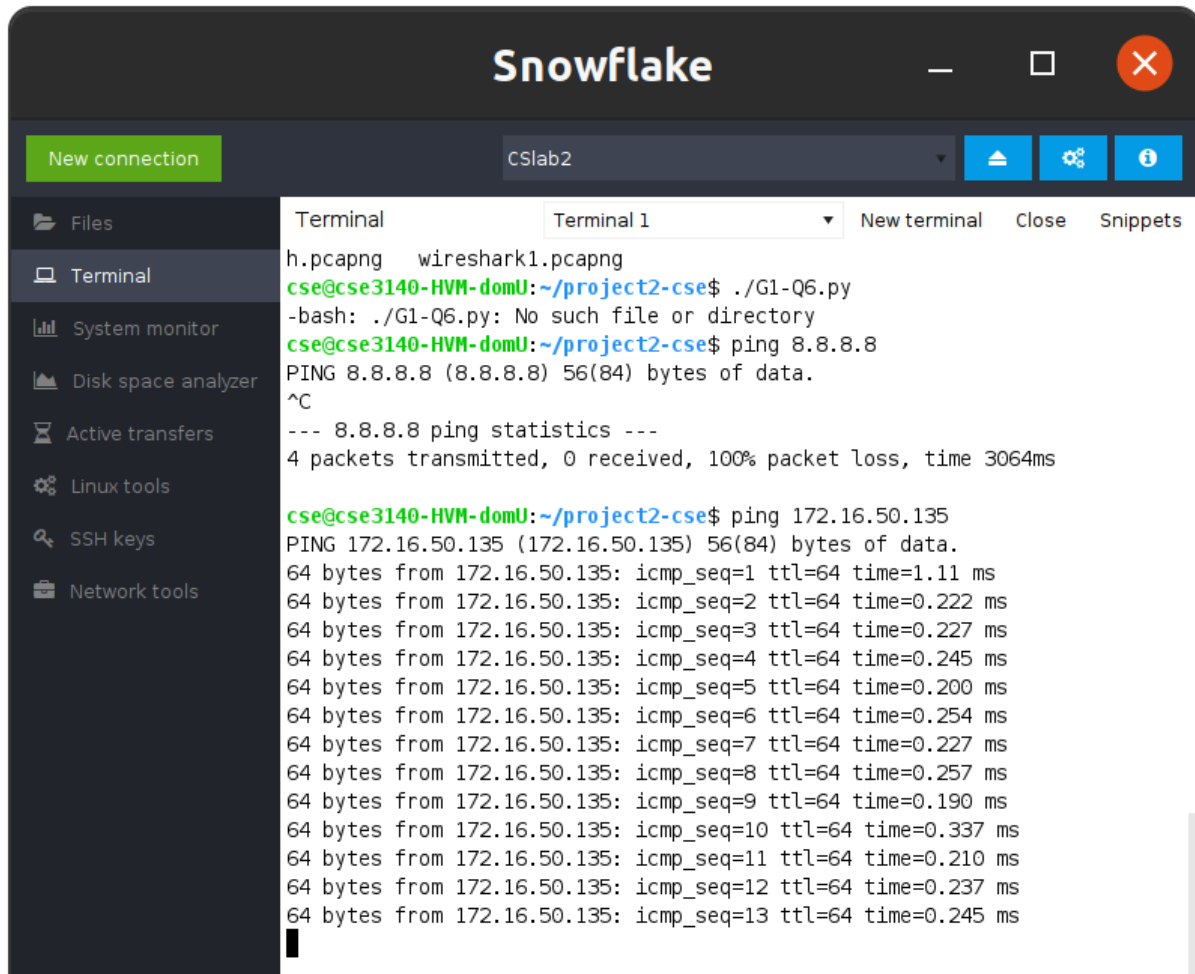 Snowflake
New connection
CSlab2
Files
Terminal
System monitor
Disk space analyzer
Active transfers
Linux tools
SSH keys
Network tools
Terminal Terminal 1 New terminal Close Snippets
h.pcapng   wireshark1.pcapng
cse@cse3140-HVM-domU:~/project2-cse$ ./G1-Q6.py
-bash: ./G1-Q6.py: No such file or directory
cse@cse3140-HVM-domU:~/project2-cse$ ping 8.8.8.8
PING 8.8.8.8 (8.8.8.8) 56(84) bytes of data.
^C
--- 8.8.8.8 ping statistics ---
4 packets transmitted, 0 received, 100% packet loss, time 3064ms
cse@cse3140-HVM-domU:~/project2-cse$ ping 172.16.50.135
PING 172.16.50.135 (172.16.50.135) 56(84) bytes of data.
64 bytes from 172.16.50.135: icmp_seq=1 ttl=64 time=1.11 ms
64 bytes from 172.16.50.135: icmp_seq=2 ttl=64 time=0.222 ms
64 bytes from 172.16.50.135: icmp_seq=3 ttl=64 time=0.227 ms
64 bytes from 172.16.50.135: icmp_seq=4 ttl=64 time=0.245 ms
64 bytes from 172.16.50.135: icmp_seq=5 ttl=64 time=0.200 ms
64 bytes from 172.16.50.135: icmp_seq=6 ttl=64 time=0.254 ms
64 bytes from 172.16.50.135: icmp_seq=7 ttl=64 time=0.227 ms
64 bytes from 172.16.50.135: icmp_seq=8 ttl=64 time=0.257 ms
64 bytes from 172.16.50.135: icmp_seq=9 ttl=64 time=0.190 ms
64 bytes from 172.16.50.135: icmp_seq=10 ttl=64 time=0.337 ms
64 bytes from 172.16.50.135: icmp_seq=11 ttl=64 time=0.210 ms
64 bytes from 172.16.50.135: icmp_seq=12 ttl=64 time=0.237 ms
64 bytes from 172.16.50.135: icmp_seq=13 ttl=64 time=0.245 ms